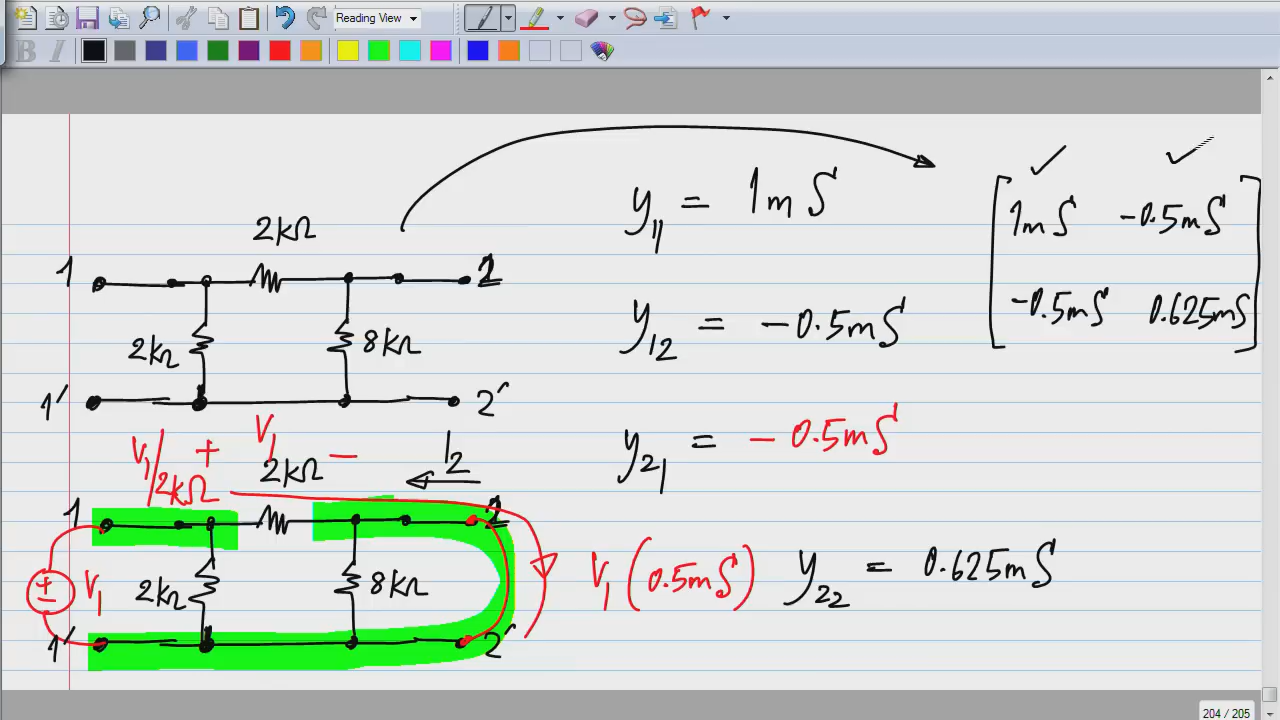 Reading View
B I U
2kΩ
1 2
2kΩ 8kΩ
1' 2'
y11 = 1mS
y12 = -0.5mS
y21 = -0.5mS
y22 = 0.625mS
1mS -0.5mS
-0.5mS 0.625mS
V1/2kΩ + V1 -
2kΩ
I2
1 2
V1 + - 2kΩ 8kΩ
1' 2'
V1(0.5mS)
204 / 205